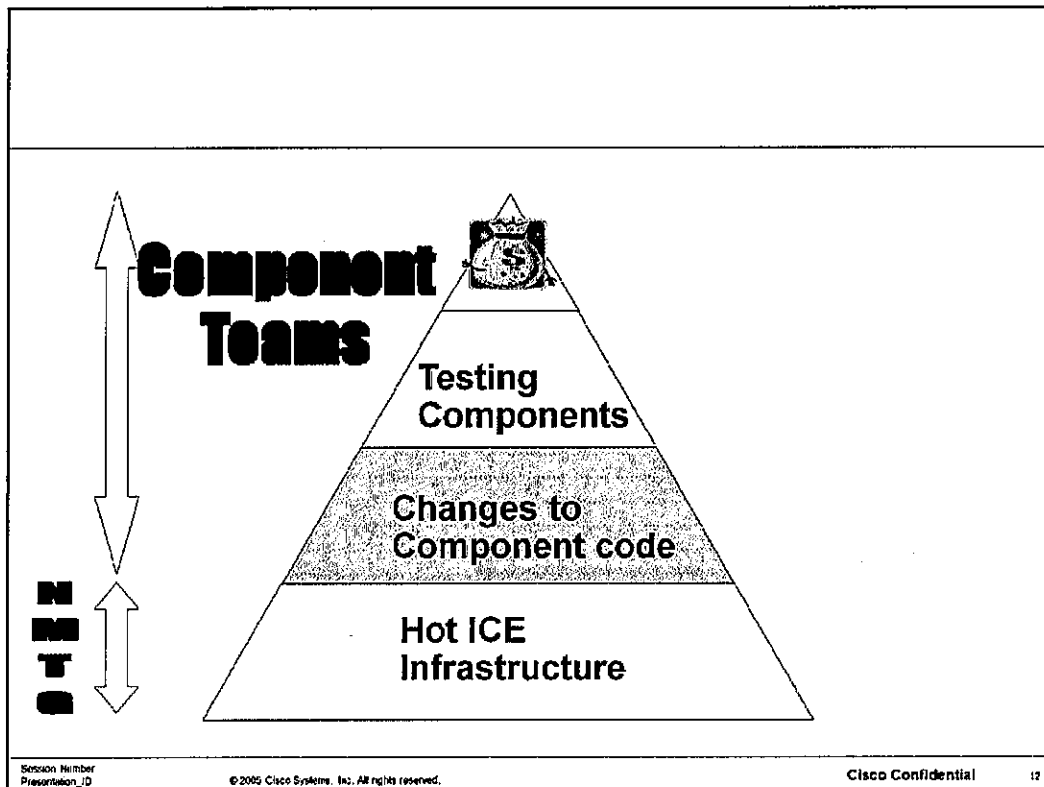 Component
Teams
$
Testing
Components
Changes to
Component code
N
M
T
G
Hot ICE
Infrastructure
Session Number
Presentation_ID
© 2005 Cisco Systems, Inc. All rights reserved.
Cisco Confidential
12